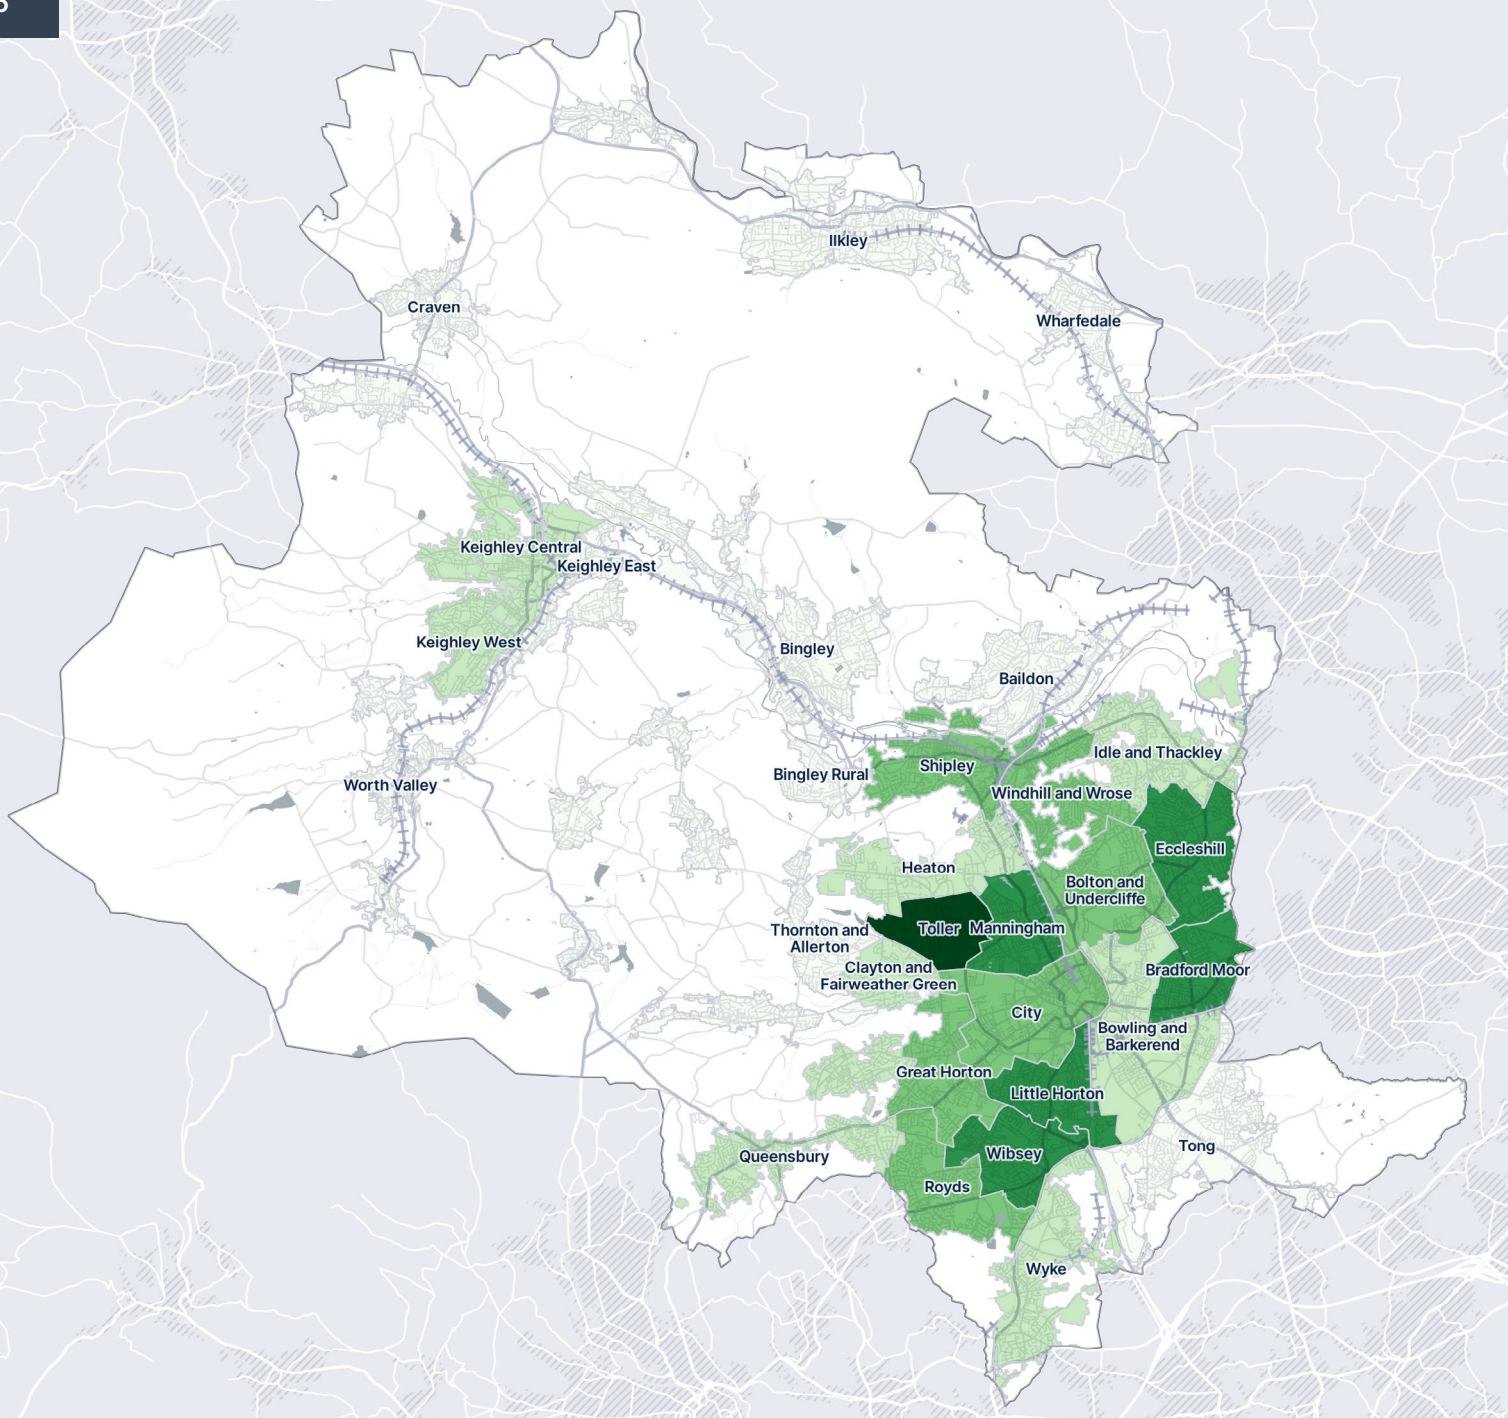 Ilkley
Craven
Wharfedale
Keighley Central
Keighley East
Keighley West
Bingley
Baildon
Idle and Thackley
Shipley
Bingley Rural
Worth Valley
Windhill and Wrose
Eccleshill
Heaton
Bolton and
Undercliffe
Toller
Manningham
Thornton and
Allerton
Clayton and
Fairweather Green
Bradford Moor
City
Bowling and
Barkerend
Great Horton
Little Horton
Tong
Wibsey
Queensbury
Royds
Wyke